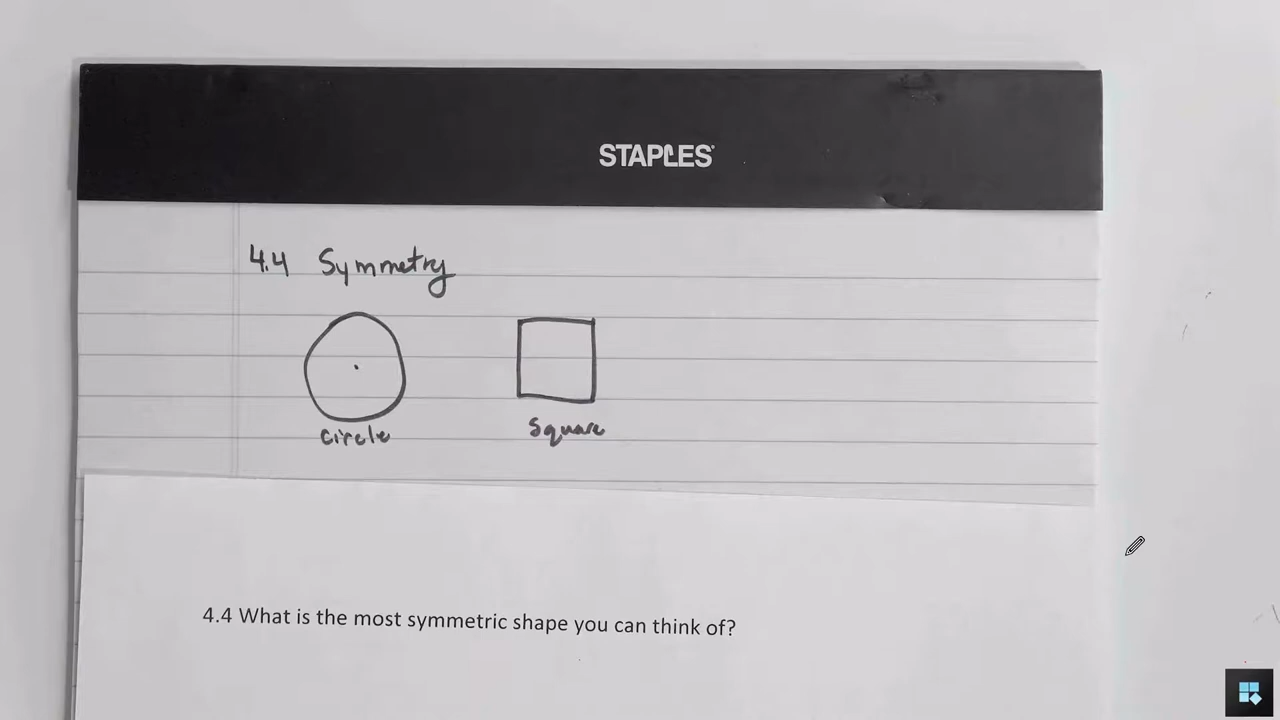 STAPLES
4.4 Symmetry
Circle
Square
4.4 What is the most symmetric shape you can think of?